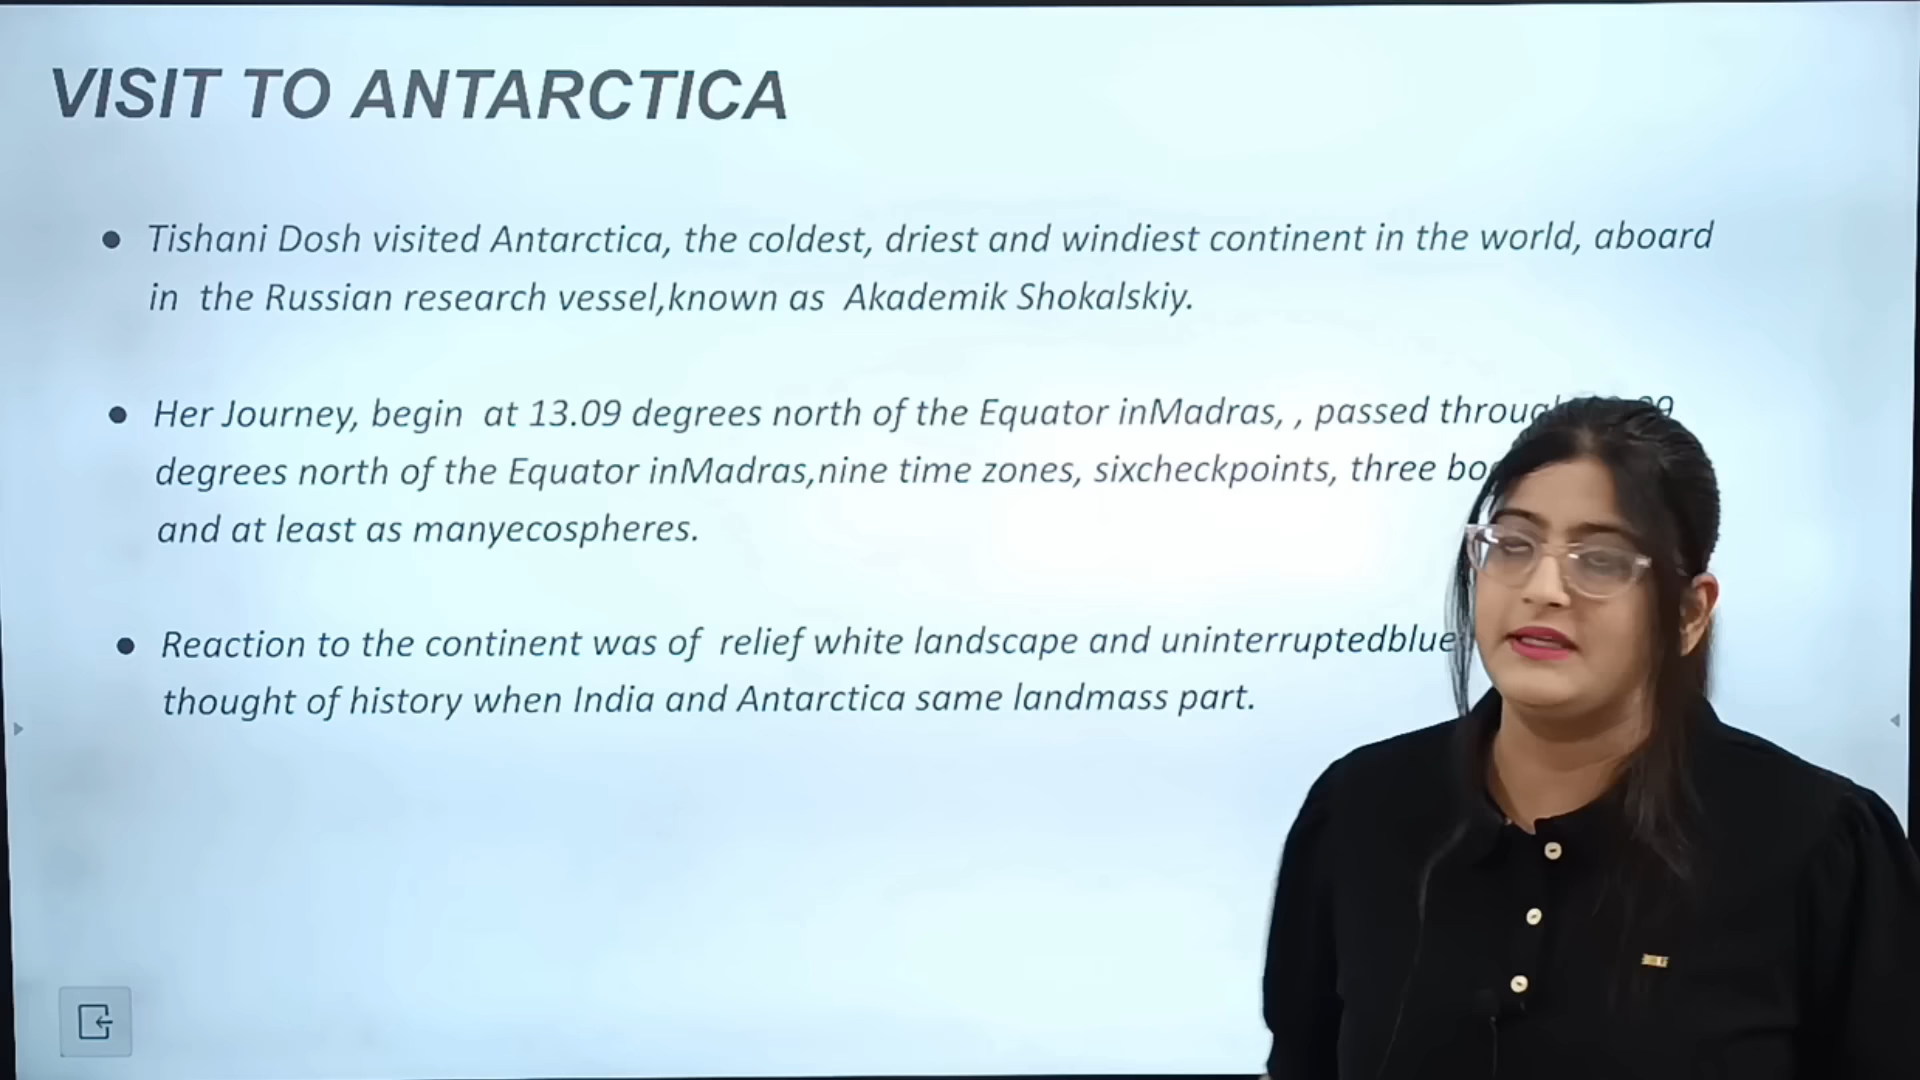 VISIT TO ANTARCTICA
● Tishani Dosh visited Antarctica, the coldest, driest and windiest continent in the world, aboard
in the Russian research vessel,known as Akademik Shokalskiy.
● Her Journey, begin at 13.09 degrees north of the Equator inMadras, , passed
degrees north of the Equator inMadras,nine time zones, sixcheckpoints, three
and at least as manyecospheres.
● Reaction to the continent was of relief white landscape and uninterruptedblue
thought of history when India and Antarctica same landmass part.